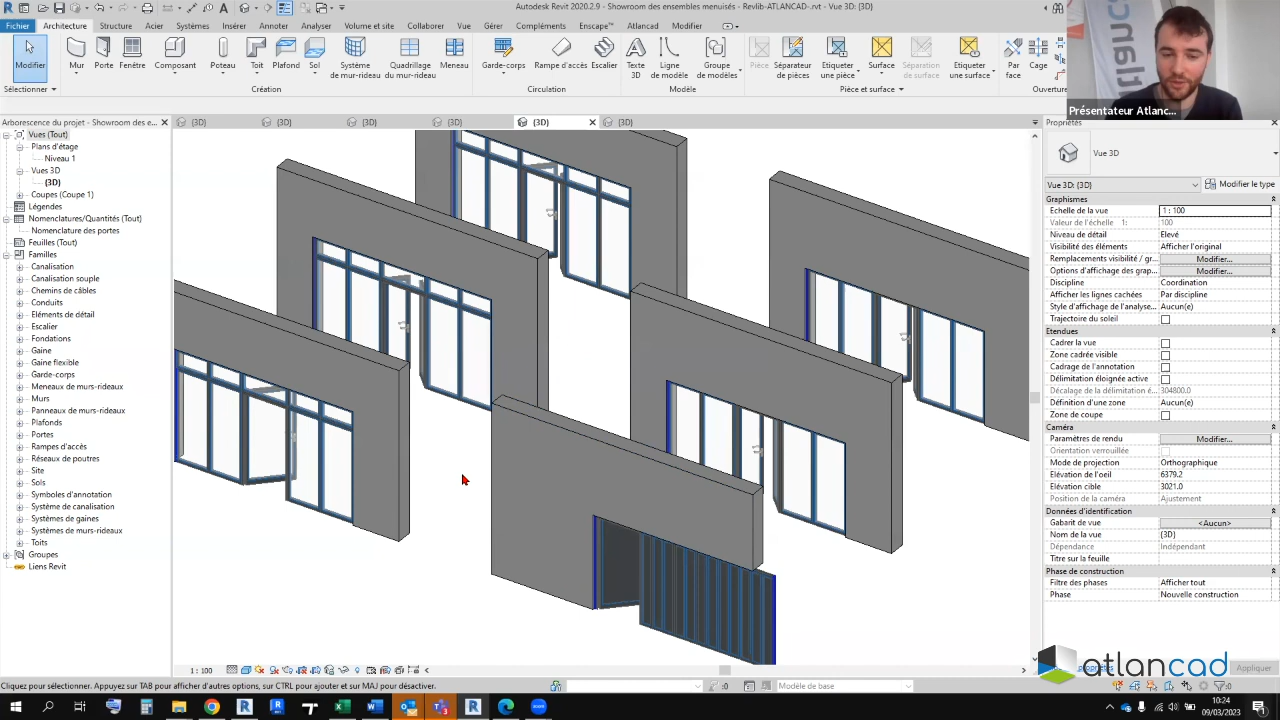 Autodesk Revit 2020.2.9 - Showroom des ensembles menuisés - Revlib-ATLANCAD-.rvt - Vue 3D: {3D}
Fichier Architecture Structure Acier Systèmes Insérer Annoter Analyser Volume et site Collaborer Vue Gérer Compléments Enscape™ Atlancad Modifier
Modifier Mur Porte Fenêtre Composant Poteau Toit Plafond Sol Système de mur-rideau Quadrillage du mur-rideau Meneau Garde-corps Rampe d'accès Escalier Texte 3D Ligne de modèle Groupe de modèles Pièce Séparateur de pièces Etiqueter une pièce Surface Séparation de surface Etiqueter une surface Par face Cage
Sélectionner Création Circulation Modèle Pièce et surface Ouverture
Présentateur Atlanc...
Arborescence du projet - Showroom des e...
{3D} {3D} {3D} {3D} {3D} {3D}
Vues (Tout)
Plans d'étage
Niveau 1
Vues 3D
{3D}
Coupes (Coupe 1)
Légendes
Nomenclatures/Quantités (Tout)
Nomenclature des portes
Feuilles (Tout)
Familles
Canalisation
Canalisation souple
Chemins de câbles
Conduits
Eléments de détail
Escalier
Fondations
Gaine
Gaine flexible
Garde-corps
Meneaux de murs-rideaux
Murs
Panneaux de murs-rideaux
Plafonds
Portes
Rampes d'accès
Réseaux de poutres
Site
Sols
Symboles d'annotation
Système de canalisation
Systèmes de gaines
Systèmes de murs-rideaux
Toits
Groupes
Liens Revit
Propriétés
Vue 3D
Vue 3D: {3D} Modifier le type
Graphismes
Echelle de la vue 1 : 100
Valeur de l'échelle 1: 100
Niveau de détail Elevé
Visibilité des éléments Afficher l'original
Remplacements visibilité / gr... Modifier...
Options d'affichage des grap... Modifier...
Discipline Coordination
Afficher les lignes cachées Par discipline
Style d'affichage de l'analyse... Aucun(e)
Trajectoire du soleil
Etendues
Cadrer la vue
Zone cadrée visible
Cadrage de l'annotation
Délimitation éloignée active
Décalage de la délimitation é... 304800.0
Définition d'une zone Aucun(e)
Zone de coupe
Caméra
Paramètres de rendu Modifier...
Orientation verrouillée
Mode de projection Orthographique
Elévation de l'oeil 6379.2
Elévation cible 3021.0
Position de la caméra Ajustement
Données d'identification
Gabarit de vue <Aucun>
Nom de la vue {3D}
Dépendance Indépendant
Titre sur la feuille
Phase de construction
Filtre des phases Afficher tout
Phase Nouvelle construction
atlancad
Appliquer
1 : 100
Cliquez pour sélectionner. Appuyez sur TAB pour afficher d'autres options, sur CTRL pour ajouter et sur MAJ pour désactiver.
:0 Modèle de base :0
10:24
09/03/2023